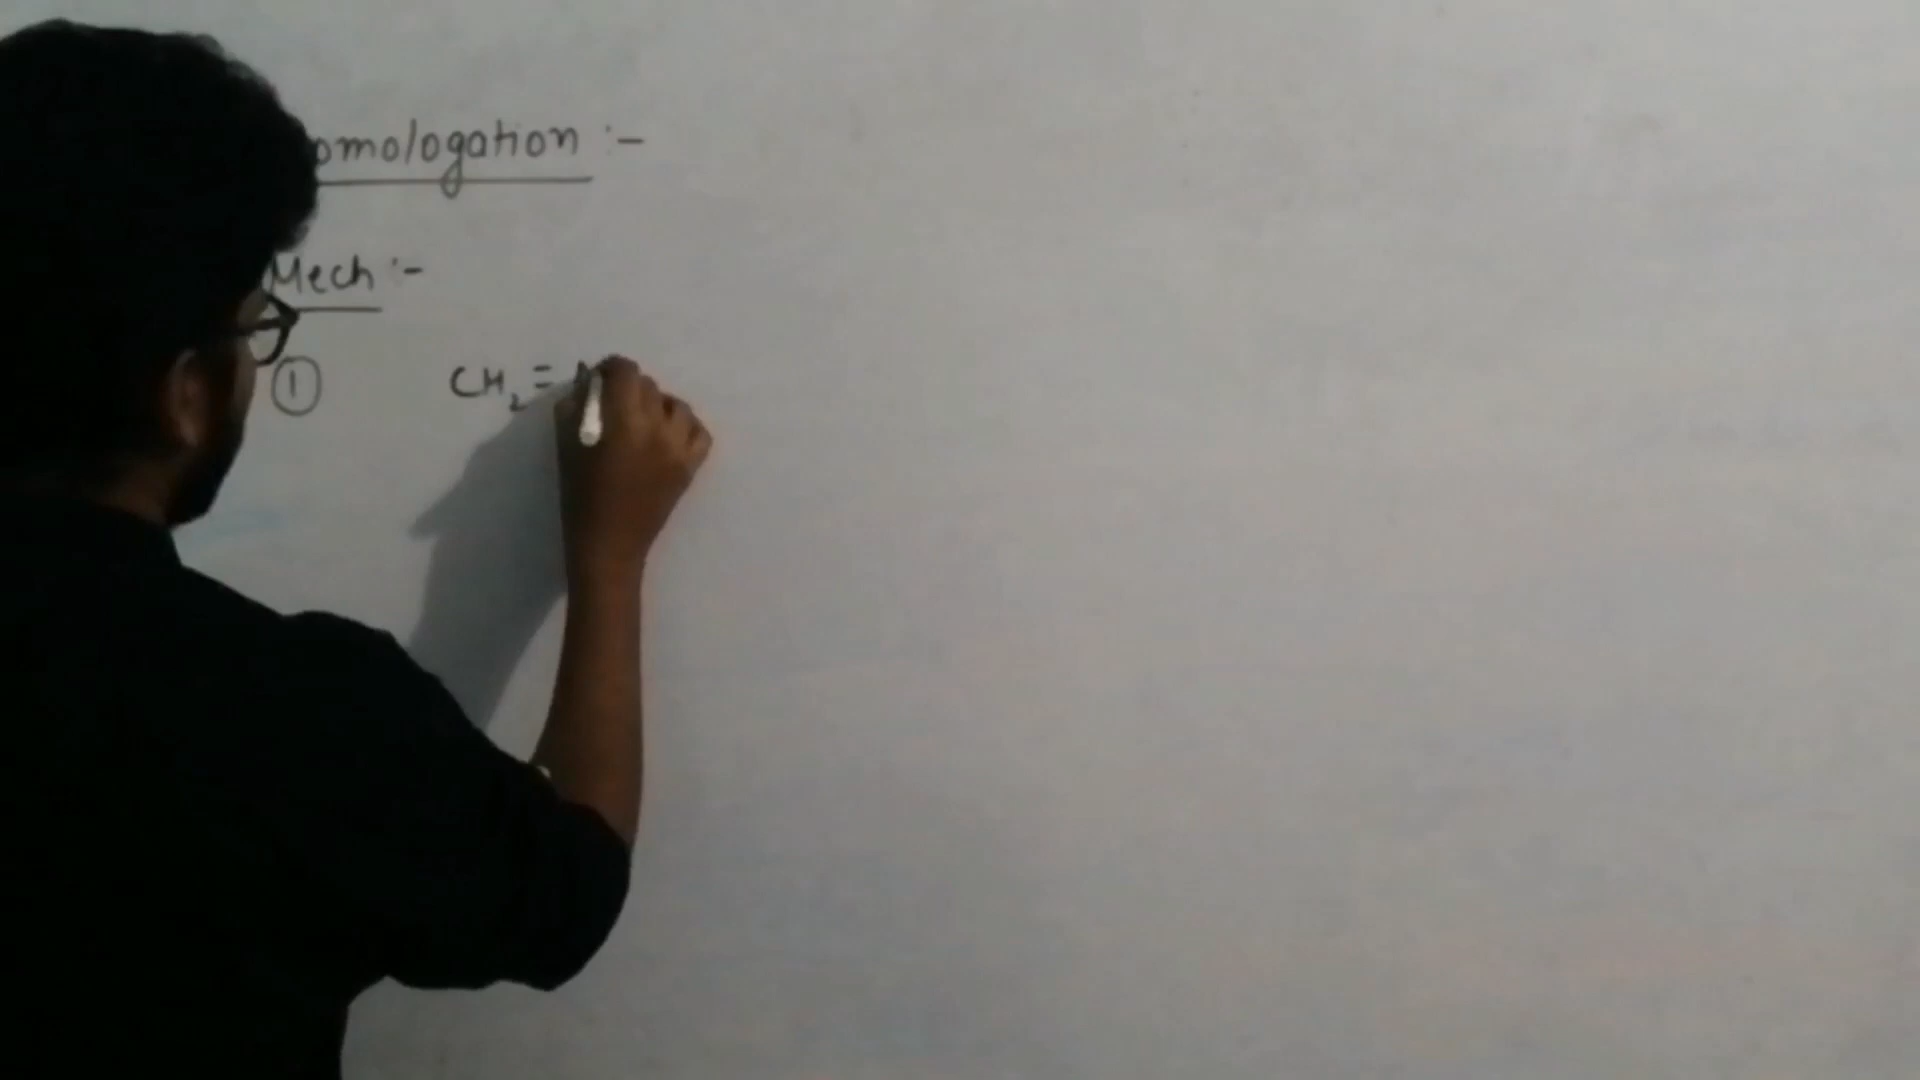 omologation :-
Mech :-
1 CH₂ =